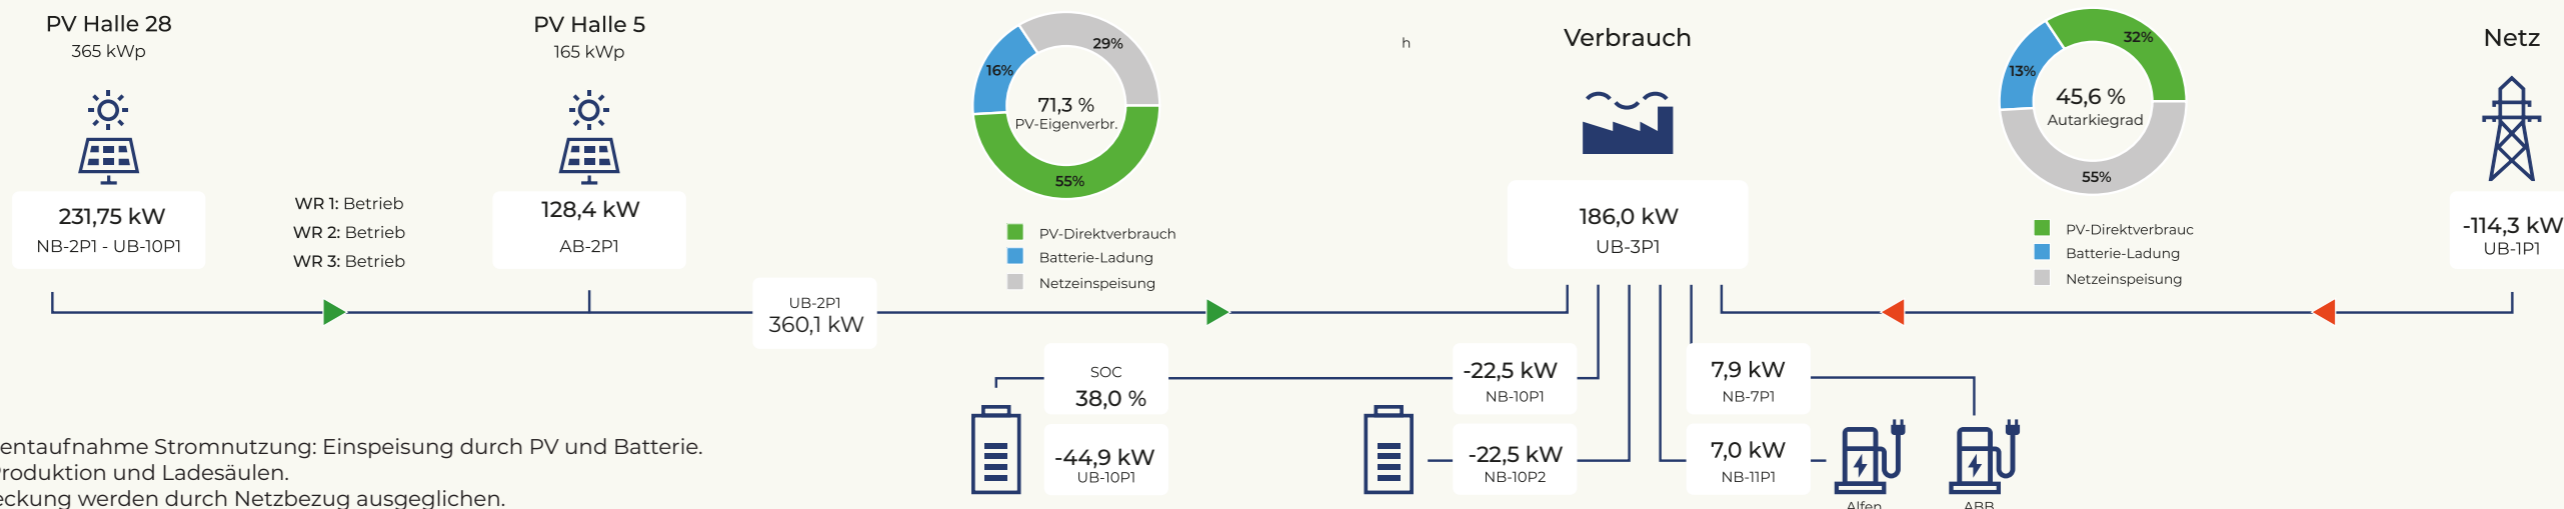 PV Halle 28
365 kWp
231,75 kW
NB-2P1 - UB-10P1
WR 1: Betrieb
WR 2: Betrieb
WR 3: Betrieb
PV Halle 5
165 kWp
128,4 kW
AB-2P1
UB-2P1
360,1 kW
29%
16%
71,3 %
PV-Eigenverbr.
55%
PV-Direktverbrauch
Batterie-Ladung
Netzeinspeisung
h
Verbrauch
186,0 kW
UB-3P1
32%
13%
45,6 %
Autarkiegrad
55%
PV-Direktverbrauc
Batterie-Ladung
Netzeinspeisung
Netz
-114,3 kW
UB-1P1
SOC
38,0 %
-44,9 kW
UB-10P1
-22,5 kW
NB-10P1
-22,5 kW
NB-10P2
7,9 kW
NB-7P1
7,0 kW
NB-11P1
Alfen
ABB
entaufnahme Stromnutzung: Einspeisung durch PV und Batterie.
Produktion und Ladesäulen.
eckung werden durch Netzbezug ausgeglichen.